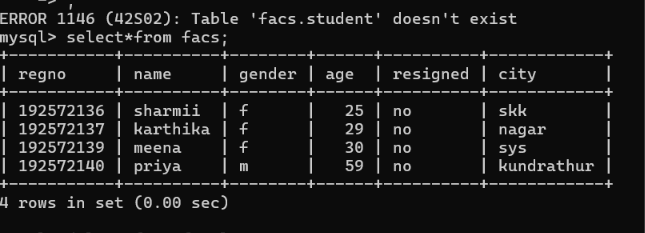 -> ;
ERROR 1146 (42S02): Table 'facs.student' doesn't exist
mysql> select*from facs;
+-----------+----------+--------+------+----------+------------+
| regno     | name     | gender | age  | resigned | city       |
+-----------+----------+--------+------+----------+------------+
| 192572136 | sharmii  | f      |   25 | no       | skk        |
| 192572137 | karthika | f      |   29 | no       | nagar      |
| 192572139 | meena    | f      |   30 | no       | sys        |
| 192572140 | priya    | m      |   59 | no       | kundrathur |
+-----------+----------+--------+------+----------+------------+
4 rows in set (0.00 sec)